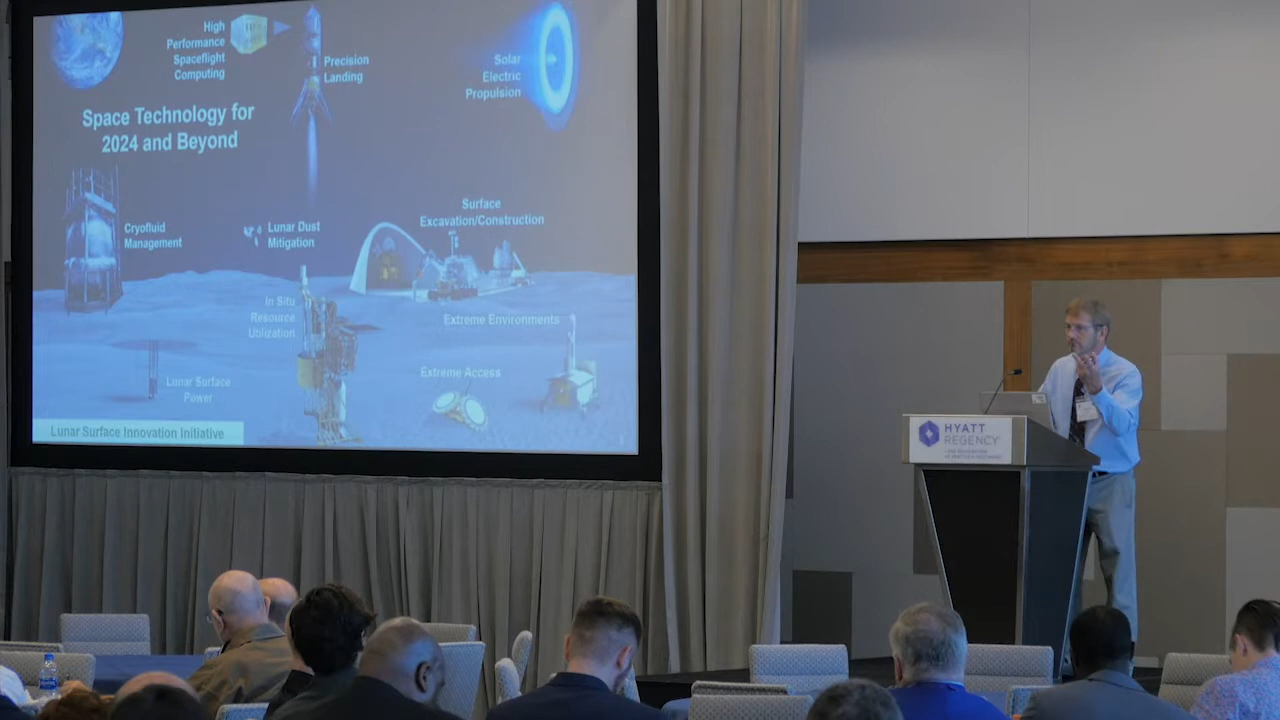 High
Performance
Spaceflight
Computing
Precision
Landing
Solar
Electric
Propulsion
Space Technology for
2024 and Beyond
Cryofluid
Management
Lunar Dust
Mitigation
Surface
Excavation/Construction
In Situ
Resource
Utilization
Extreme Environments
Extreme Access
Lunar Surface
Power
Lunar Surface Innovation Initiative
HYATT
REGENCY